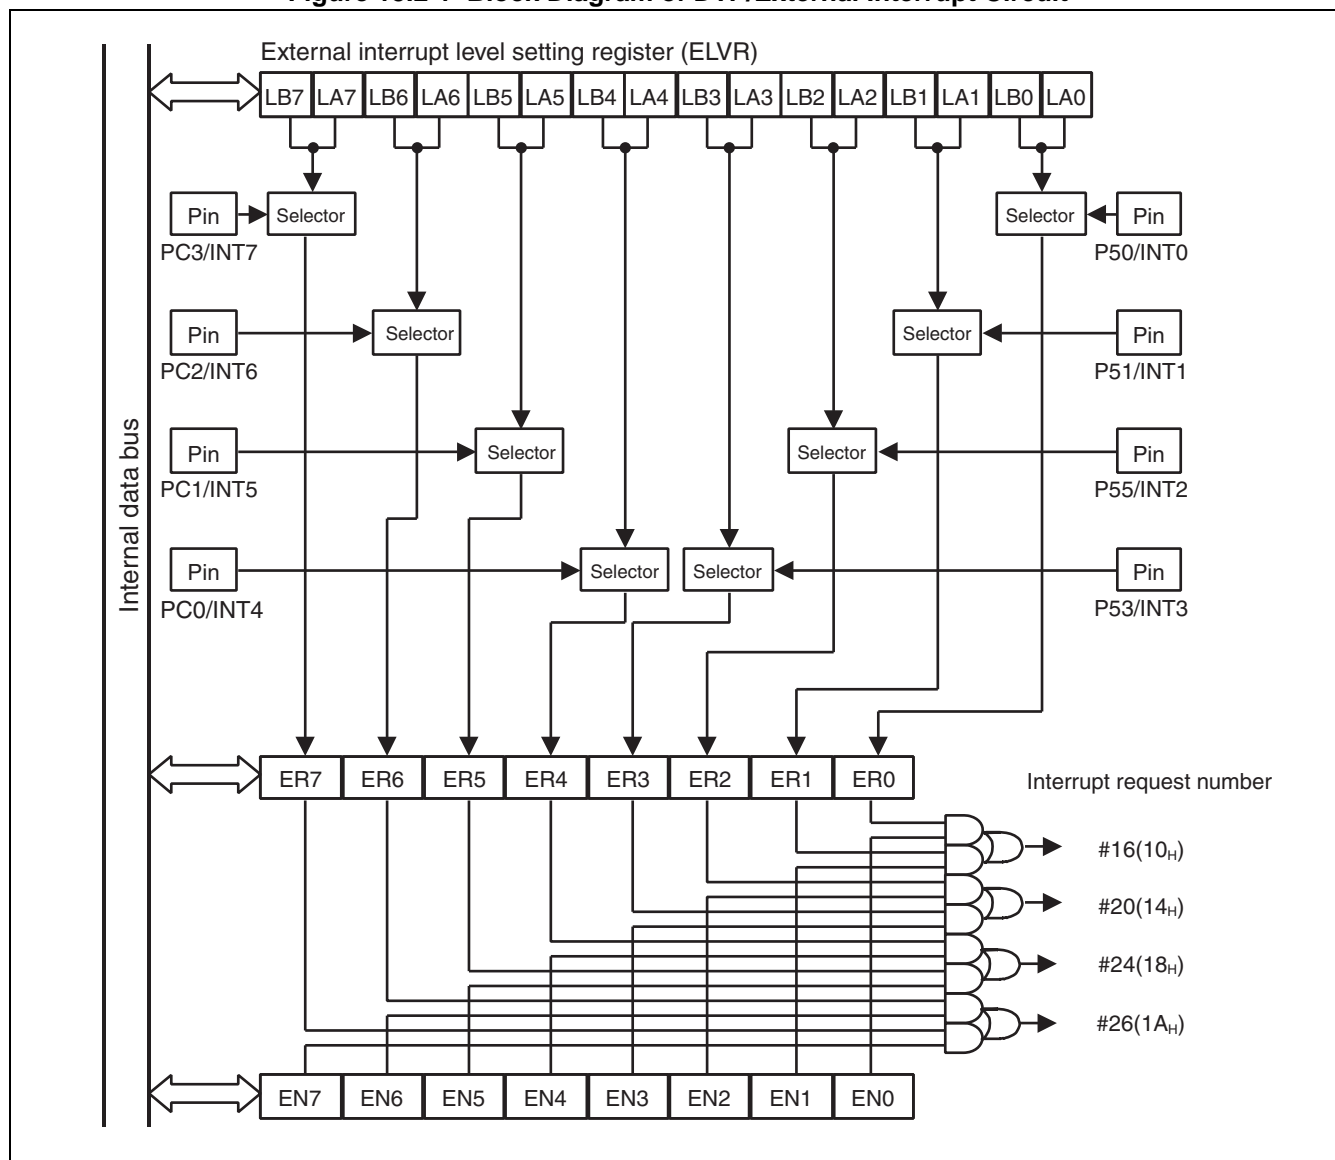 External interrupt level setting register (ELVR)
LB7 LA7 LB6 LA6 LB5 LA5 LB4 LA4 LB3 LA3 LB2 LA2 LB1 LA1 LB0 LA0
Pin Selector Selector Pin
PC3/INT7 P50/INT0
Pin Selector Selector Pin
PC2/INT6 P51/INT1
Pin Selector Selector Pin
PC1/INT5 P55/INT2
Pin Selector Selector Pin
PC0/INT4 P53/INT3
Internal data bus
ER7 ER6 ER5 ER4 ER3 ER2 ER1 ER0
Interrupt request number
#16(10H)
#20(14H)
#24(18H)
#26(1AH)
EN7 EN6 EN5 EN4 EN3 EN2 EN1 EN0